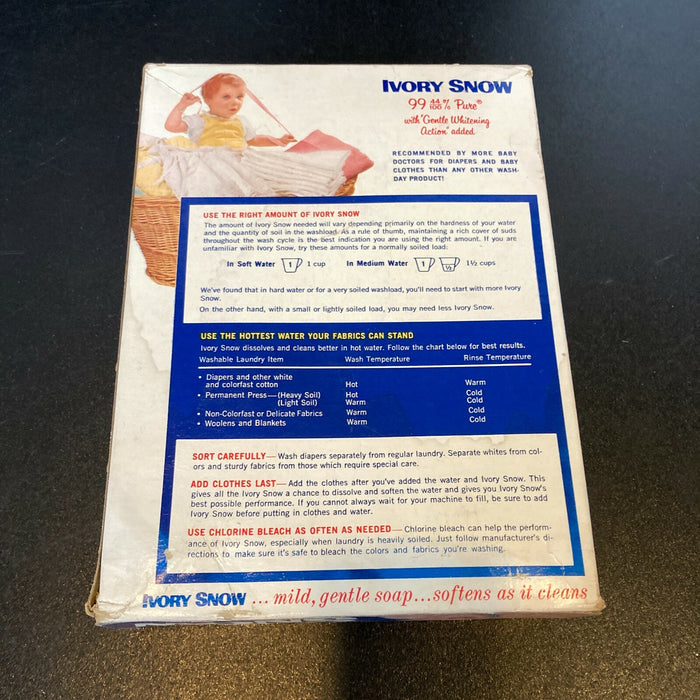 IVORY SNOW
99 44/100 % Pure®
with "Gentle Whitening
Action" added
RECOMMENDED BY MORE BABY
DOCTORS FOR DIAPERS AND BABY
CLOTHES THAN ANY OTHER WASH-
DAY PRODUCT!
USE THE RIGHT AMOUNT OF IVORY SNOW
The amount of Ivory Snow needed will vary depending primarily on the hardness of your water
and the quantity of soil in the washload. As a rule of thumb, maintaining a rich cover of suds
throughout the wash cycle is the best indication you are using the right amount. If you are
unfamiliar with Ivory Snow, try these amounts for a normally soiled load:
In Soft Water 1 1 cup In Medium Water 1 1/2 1½ cups
We've found that in hard water or for a very soiled washload, you'll need to start with more Ivory
Snow.
On the other hand, with a small or lightly soiled load, you may need less Ivory Snow.
USE THE HOTTEST WATER YOUR FABRICS CAN STAND
Ivory Snow dissolves and cleans better in hot water. Follow the chart below for best results.
Washable Laundry Item Wash Temperature Rinse Temperature
• Diapers and other white
and colorfast cotton Hot Warm
• Permanent Press—(Heavy Soil) Hot Cold
(Light Soil) Warm Cold
• Non-Colorfast or Delicate Fabrics Warm Cold
• Woolens and Blankets Warm Cold
SORT CAREFULLY—Wash diapers separately from regular laundry. Separate whites from col-
ors and sturdy fabrics from those which require special care.
ADD CLOTHES LAST—Add the clothes after you've added the water and Ivory Snow. This
gives all the Ivory Snow a chance to dissolve and soften the water and gives you Ivory Snow's
best possible performance. If you cannot always wait for your machine to fill, be sure to add
Ivory Snow before putting in clothes and water.
USE CHLORINE BLEACH AS OFTEN AS NEEDED—Chlorine bleach can help the perform-
ance of Ivory Snow, especially when laundry is heavily soiled. Just follow manufacturer's di-
rections to make sure it's safe to bleach the colors and fabrics you're washing.
IVORY SNOW ... mild, gentle soap...softens as it cleans